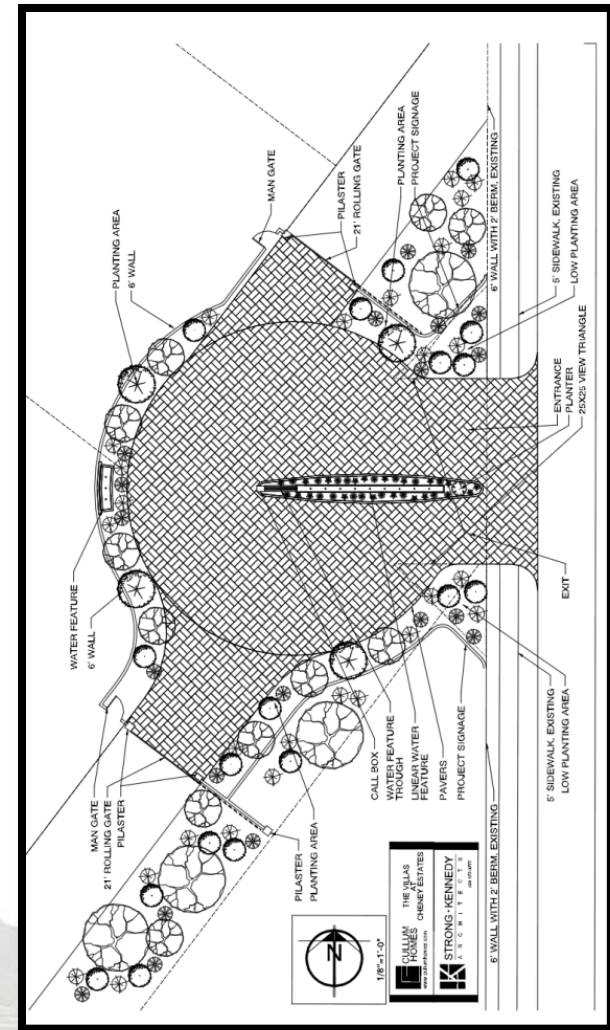 MAN GATE
PLANTING AREA
6' WALL
WATER FEATURE
6' WALL
MAN GATE
21' ROLLING GATE
PILASTER
PILASTER
21' ROLLING GATE
PLANTING AREA
PROJECT SIGNAGE
6' WALL WITH 2' BERM, EXISTING
5' SIDEWALK, EXISTING
LOW PLANTING AREA
ENTRANCE
PLANTER
25X25 VIEW TRIANGLE
EXIT
CALL BOX
WATER FEATURE
TROUGH
LINEAR WATER
FEATURE
PAVERS
PROJECT SIGNAGE
PILASTER
PLANTING AREA
5' SIDEWALK, EXISTING
LOW PLANTING AREA
6' WALL WITH 2' BERM, EXISTING
N
1/8"=1'-0"
CULLUM
HOMES
www.cullumhomes.com
THE VILLAS
AT
CHENEY ESTATES
STRONG·KENNEDY
ARCHITECTS